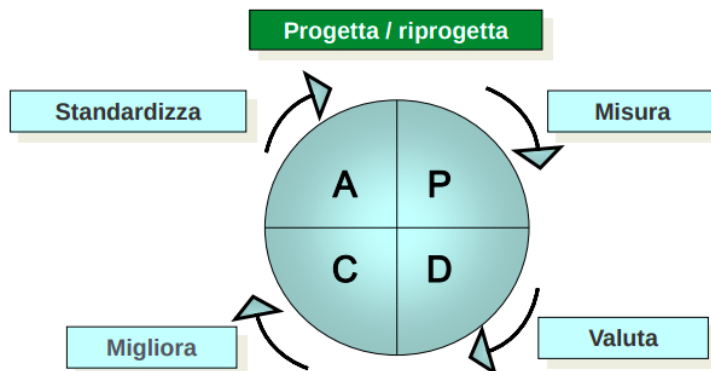 Progetta / riprogetta
Standardizza
Misura
A
P
C
D
Migliora
Valuta